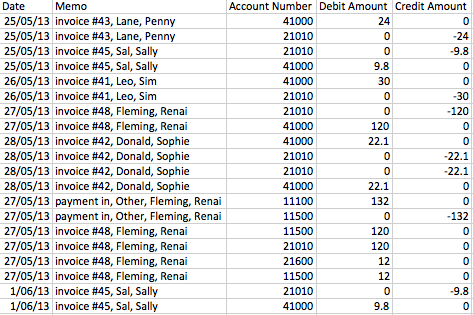 Date Memo Account Number Debit Amount Credit Amount
25/05/13 invoice #43, Lane, Penny 41000 24 0
25/05/13 invoice #43, Lane, Penny 21010 0 -24
25/05/13 invoice #45, Sal, Sally 21010 0 -9.8
25/05/13 invoice #45, Sal, Sally 41000 9.8 0
26/05/13 invoice #41, Leo, Sim 41000 30 0
26/05/13 invoice #41, Leo, Sim 21010 0 -30
27/05/13 invoice #48, Fleming, Renai 21010 0 -120
27/05/13 invoice #48, Fleming, Renai 41000 120 0
28/05/13 invoice #42, Donald, Sophie 41000 22.1 0
28/05/13 invoice #42, Donald, Sophie 21010 0 -22.1
28/05/13 invoice #42, Donald, Sophie 21010 0 -22.1
28/05/13 invoice #42, Donald, Sophie 41000 22.1 0
27/05/13 payment in, Other, Fleming, Renai 11100 132 0
27/05/13 payment in, Other, Fleming, Renai 11500 0 -132
27/05/13 invoice #48, Fleming, Renai 11500 120 0
27/05/13 invoice #48, Fleming, Renai 21010 120 0
27/05/13 invoice #48, Fleming, Renai 21600 12 0
27/05/13 invoice #48, Fleming, Renai 11500 12 0
1/06/13 invoice #45, Sal, Sally 21010 0 -9.8
1/06/13 invoice #45, Sal, Sally 41000 9.8 0